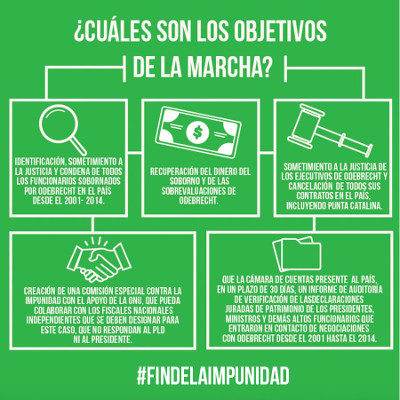 ¿CUÁLES SON LOS OBJETIVOS
DE LA MARCHA?
IDENTIFICACIÓN, SOMETIMIENTO A
LA JUSTICIA Y CONDENA DE TODOS
LOS FUNCIONARIOS SOBORNADOS
POR ODEBRECHT EN EL PAÍS
DESDE EL 2001- 2014.
RECUPERACIÓN DEL DINERO DEL
SOBORNO Y DE LAS
SOBREVALUACIONES DE
ODEBRECHT.
SOMETIMIENTO A LA JUSTICIA DE
LOS EJECUTIVOS DE ODEBRECHT Y
CANCELACIÓN DE TODOS SUS
CONTRATOS EN EL PAÍS,
INCLUYENDO PUNTA CATALINA.
CREACIÓN DE UNA COMISIÓN ESPECIAL CONTRA LA
IMPUNIDAD CON EL APOYO DE LA ONU, QUE PUEDA
COLABORAR CON LOS FISCALES NACIONALES
INDEPENDIENTES QUE SE DEBEN DESIGNAR PARA
ESTE CASO, QUE NO RESPONDAN AL PLD
NI AL PRESIDENTE.
QUE LA CÁMARA DE CUENTAS PRESENTE AL PAÍS,
EN UN PLAZO DE 30 DÍAS, UN INFORME DE AUDITORÍA
DE VERIFICACIÓN DE LASDECLARACIONES
JURADAS DE PATRIMONIO DE LOS PRESIDENTES,
MINISTROS Y DEMÁS ALTOS FUNCIONARIOS QUE
ENTRARON EN CONTACTO DE NEGOCIACIONES
CON ODEBRECHT DESDE EL 2001 HASTA EL 2014.
#FINDELAIMPUNIDAD